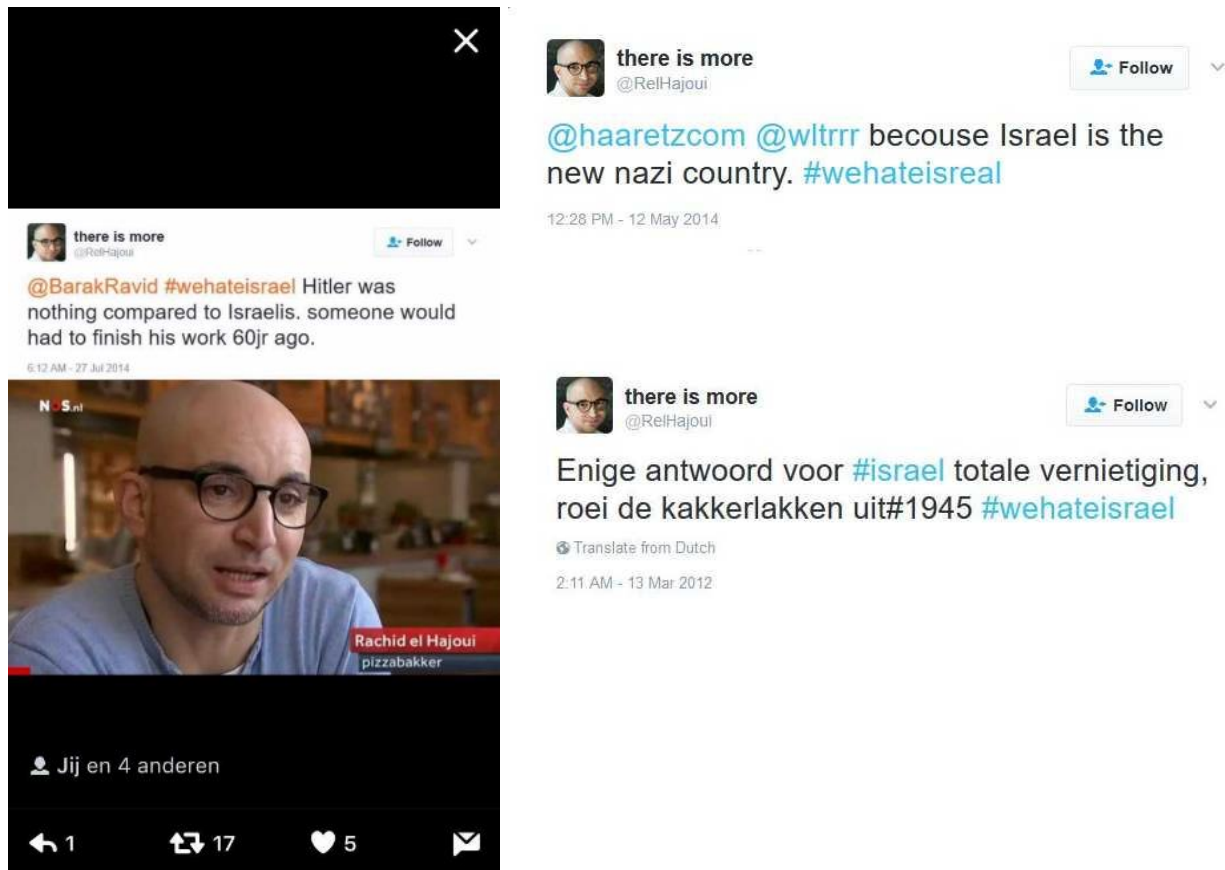 there is more
@RelHajoui
Follow
@BarakRavid #wehateisrael Hitler was
nothing compared to Israelis. someone would
had to finish his work 60jr ago.
6:12 AM - 27 Jul 2014
NOS.nl
Rachid el Hajoui
pizzabakker
Jij en 4 anderen
1 17 5
there is more
@RelHajoui
Follow
@haaretzcom @wltrrr becouse Israel is the
new nazi country. #wehateisreal
12:28 PM - 12 May 2014
there is more
@RelHajoui
Follow
Enige antwoord voor #israel totale vernietiging,
roei de kakkerlakken uit#1945 #wehateisrael
Translate from Dutch
2:11 AM - 13 Mar 2012